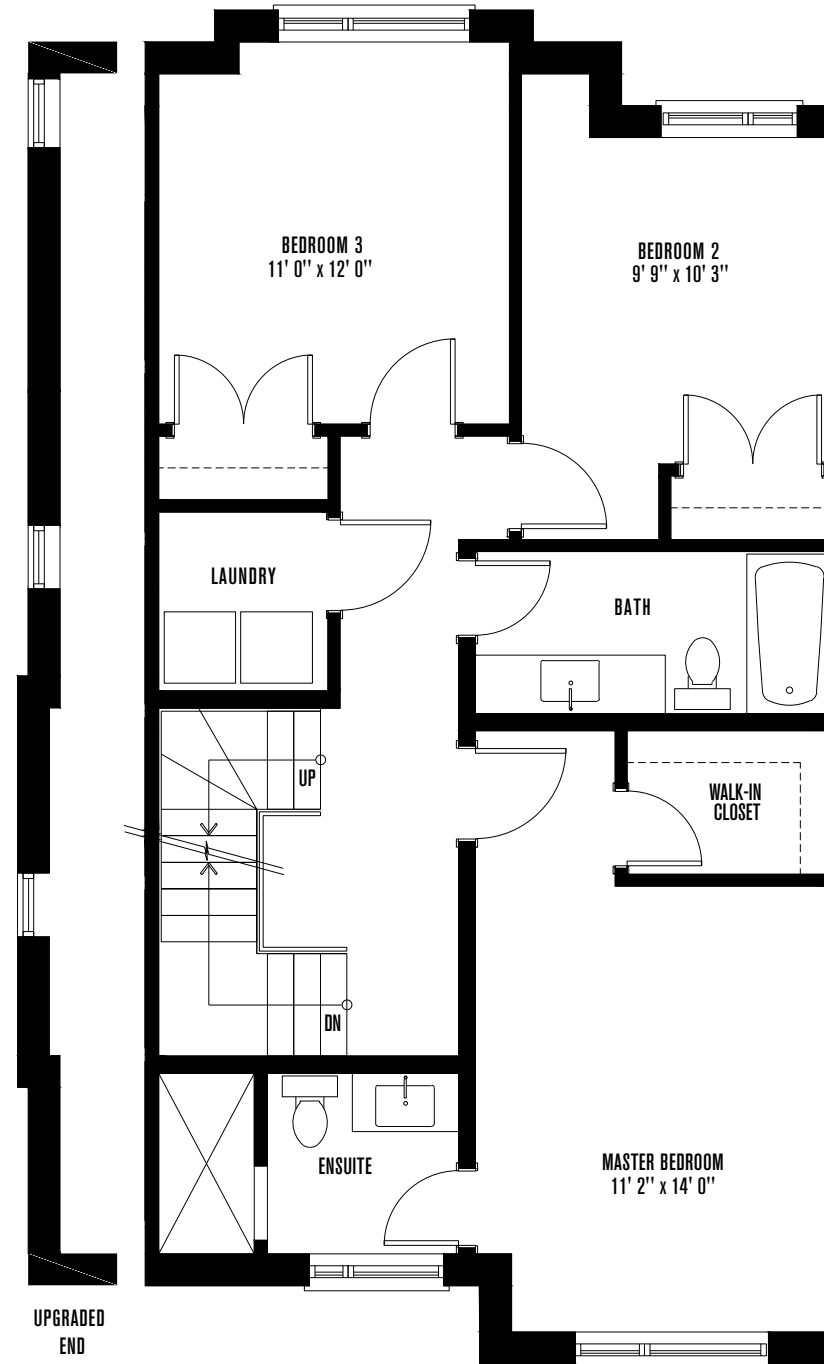 BEDROOM 3
11' 0'' x 12' 0''
BEDROOM 2
9' 9'' x 10' 3''
LAUNDRY
BATH
UP
WALK-IN
CLOSET
DN
ENSUITE
MASTER BEDROOM
11' 2'' x 14' 0''
UPGRADED
END